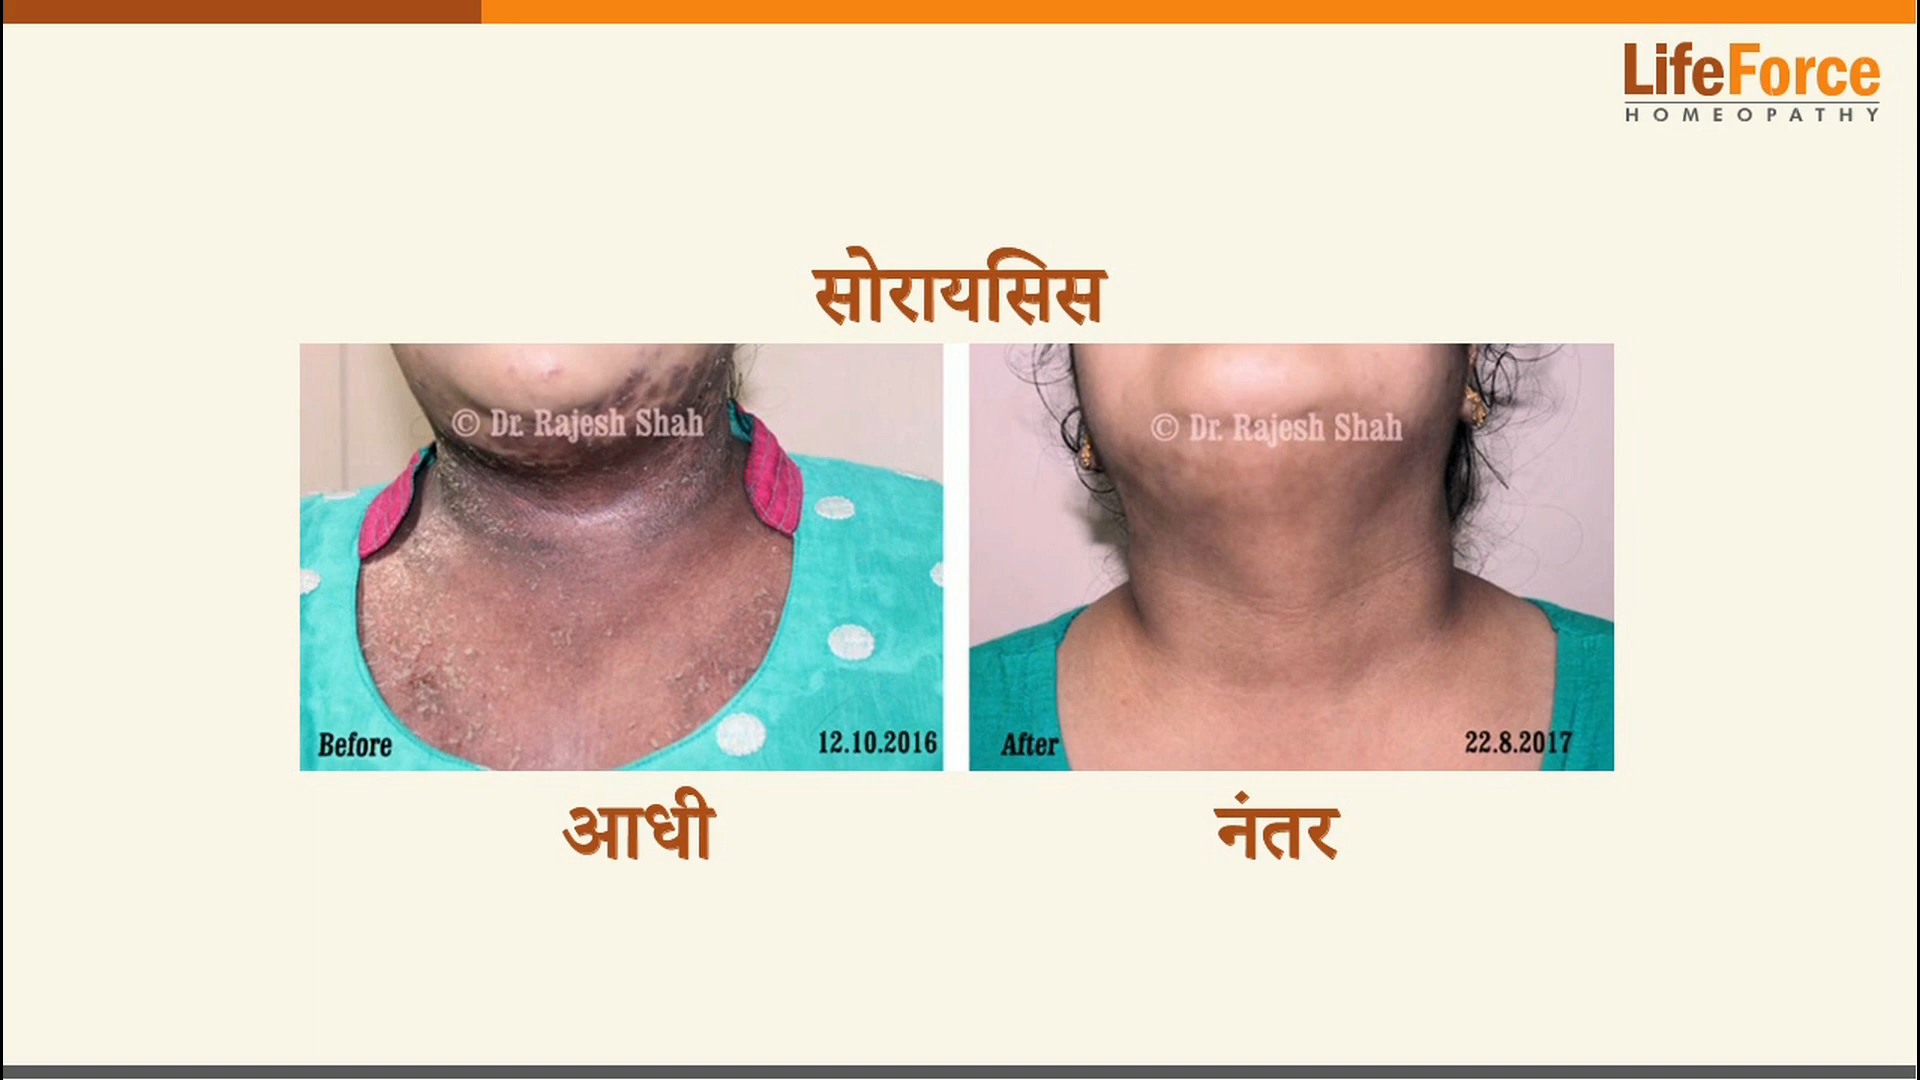 LifeForce
HOMEOPATHY
सोरायसिस
© Dr. Rajesh Shah
© Dr. Rajesh Shah
Before
12.10.2016
After
22.8.2017
आधी
नंतर